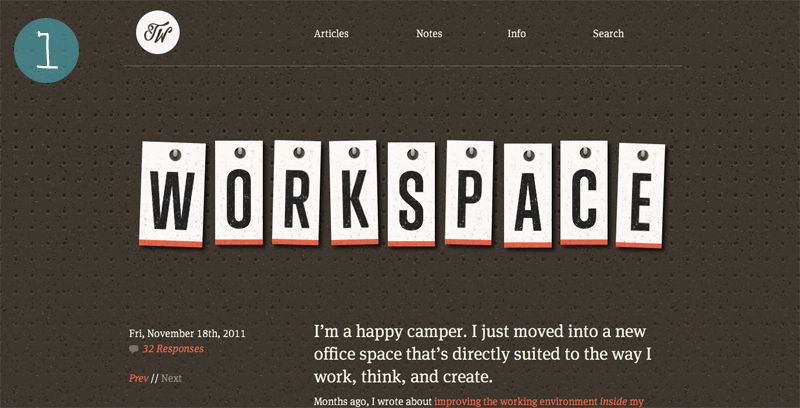 1
TW
Articles Notes Info Search
WORKSPACE
Fri, November 18th, 2011
32 Responses
Prev // Next
I'm a happy camper. I just moved into a new
office space that's directly suited to the way I
work, think, and create.
Months ago, I wrote about improving the working environment inside my